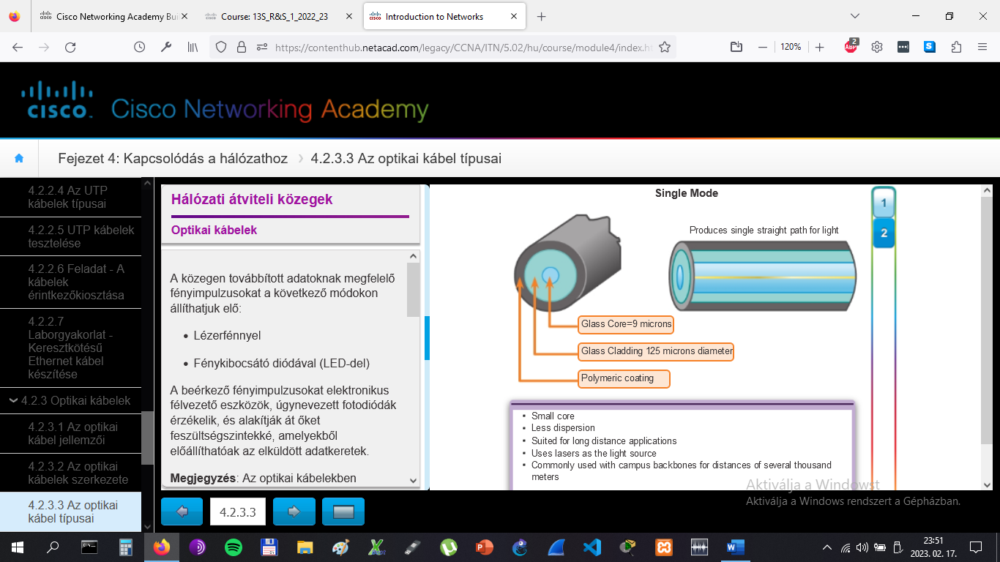 Cisco Networking Academy Bui
Course: 13S_R&S_1_2022_23
Introduction to Networks
https://contenthub.netacad.com/legacy/CCNA/ITN/5.02/hu/course/module4/index.ht
120%
ABP
2
S
CISCO
Cisco Networking Academy
Fejezet 4: Kapcsolódás a hálózathoz
4.2.3.3 Az optikai kábel típusai
4.2.2.4 Az UTP
kábelek típusai
4.2.2.5 UTP kábelek
tesztelése
4.2.2.6 Feladat - A
kábelek
érintkezőkiosztása
4.2.2.7
Laborgyakorlat -
Keresztkötésű
Ethernet kábel
készítése
4.2.3 Optikai kábelek
4.2.3.1 Az optikai
kábel jellemzői
4.2.3.2 Az optikai
kábelek szerkezete
4.2.3.3 Az optikai
kábel típusai
Hálózati átviteli közegek
Optikai kábelek
A közegen továbbított adatoknak megfelelő
fényimpulzusokat a következő módokon
állíthatjuk elő:
• Lézerfénnyel
• Fénykibocsátó diódával (LED-del)
A beérkező fényimpulzusokat elektronikus
félvezető eszközök, úgynevezett fotodiódák
érzékelik, és alakítják át őket
feszültségszintekké, amelyekből
előállíthatóak az elküldött adatkeretek.
Megjegyzés: Az optikai kábelekben
4.2.3.3
Single Mode
Produces single straight path for light
Glass Core=9 microns
Glass Cladding 125 microns diameter
Polymeric coating
• Small core
• Less dispersion
• Suited for long distance applications
• Uses lasers as the light source
• Commonly used with campus backbones for distances of several thousand
meters
1
2
Aktiválja a Windowst
Aktiválja a Windows rendszert a Gépházban.
23:51
2023. 02. 17.